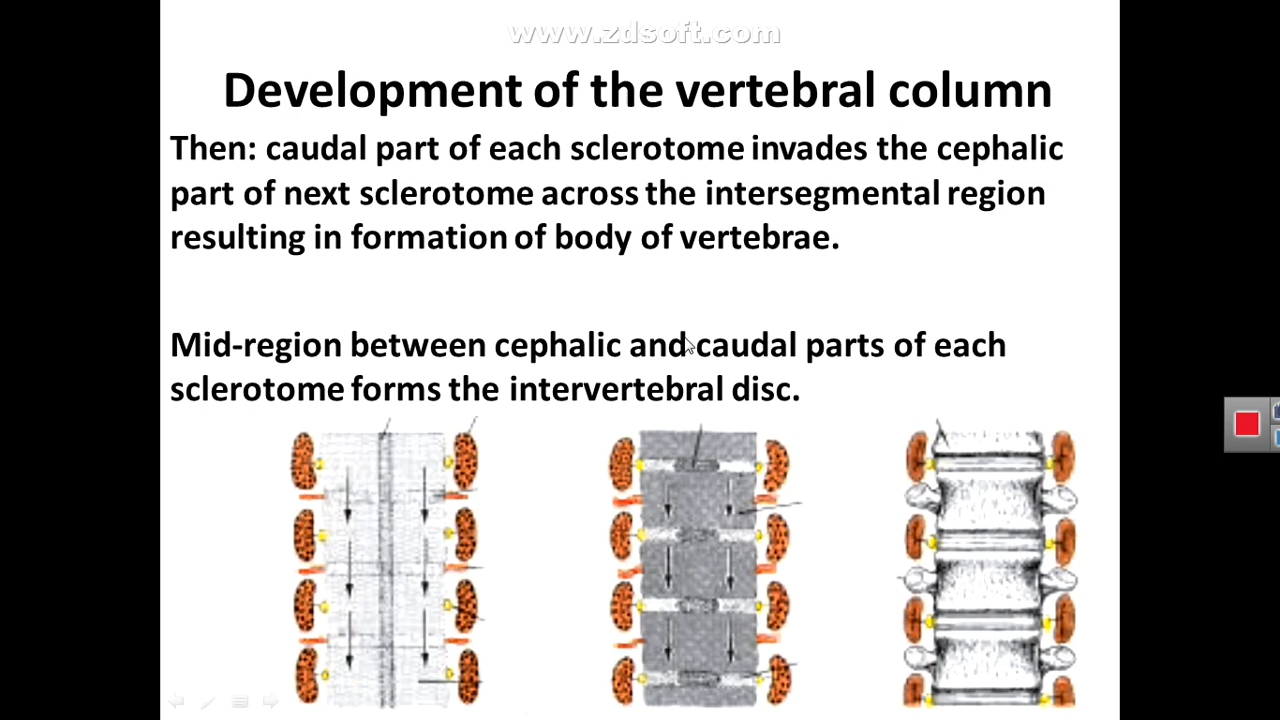 www.zdsoft.com
Development of the vertebral column
Then: caudal part of each sclerotome invades the cephalic
part of next sclerotome across the intersegmental region
resulting in formation of body of vertebrae.
Mid-region between cephalic and caudal parts of each
sclerotome forms the intervertebral disc.